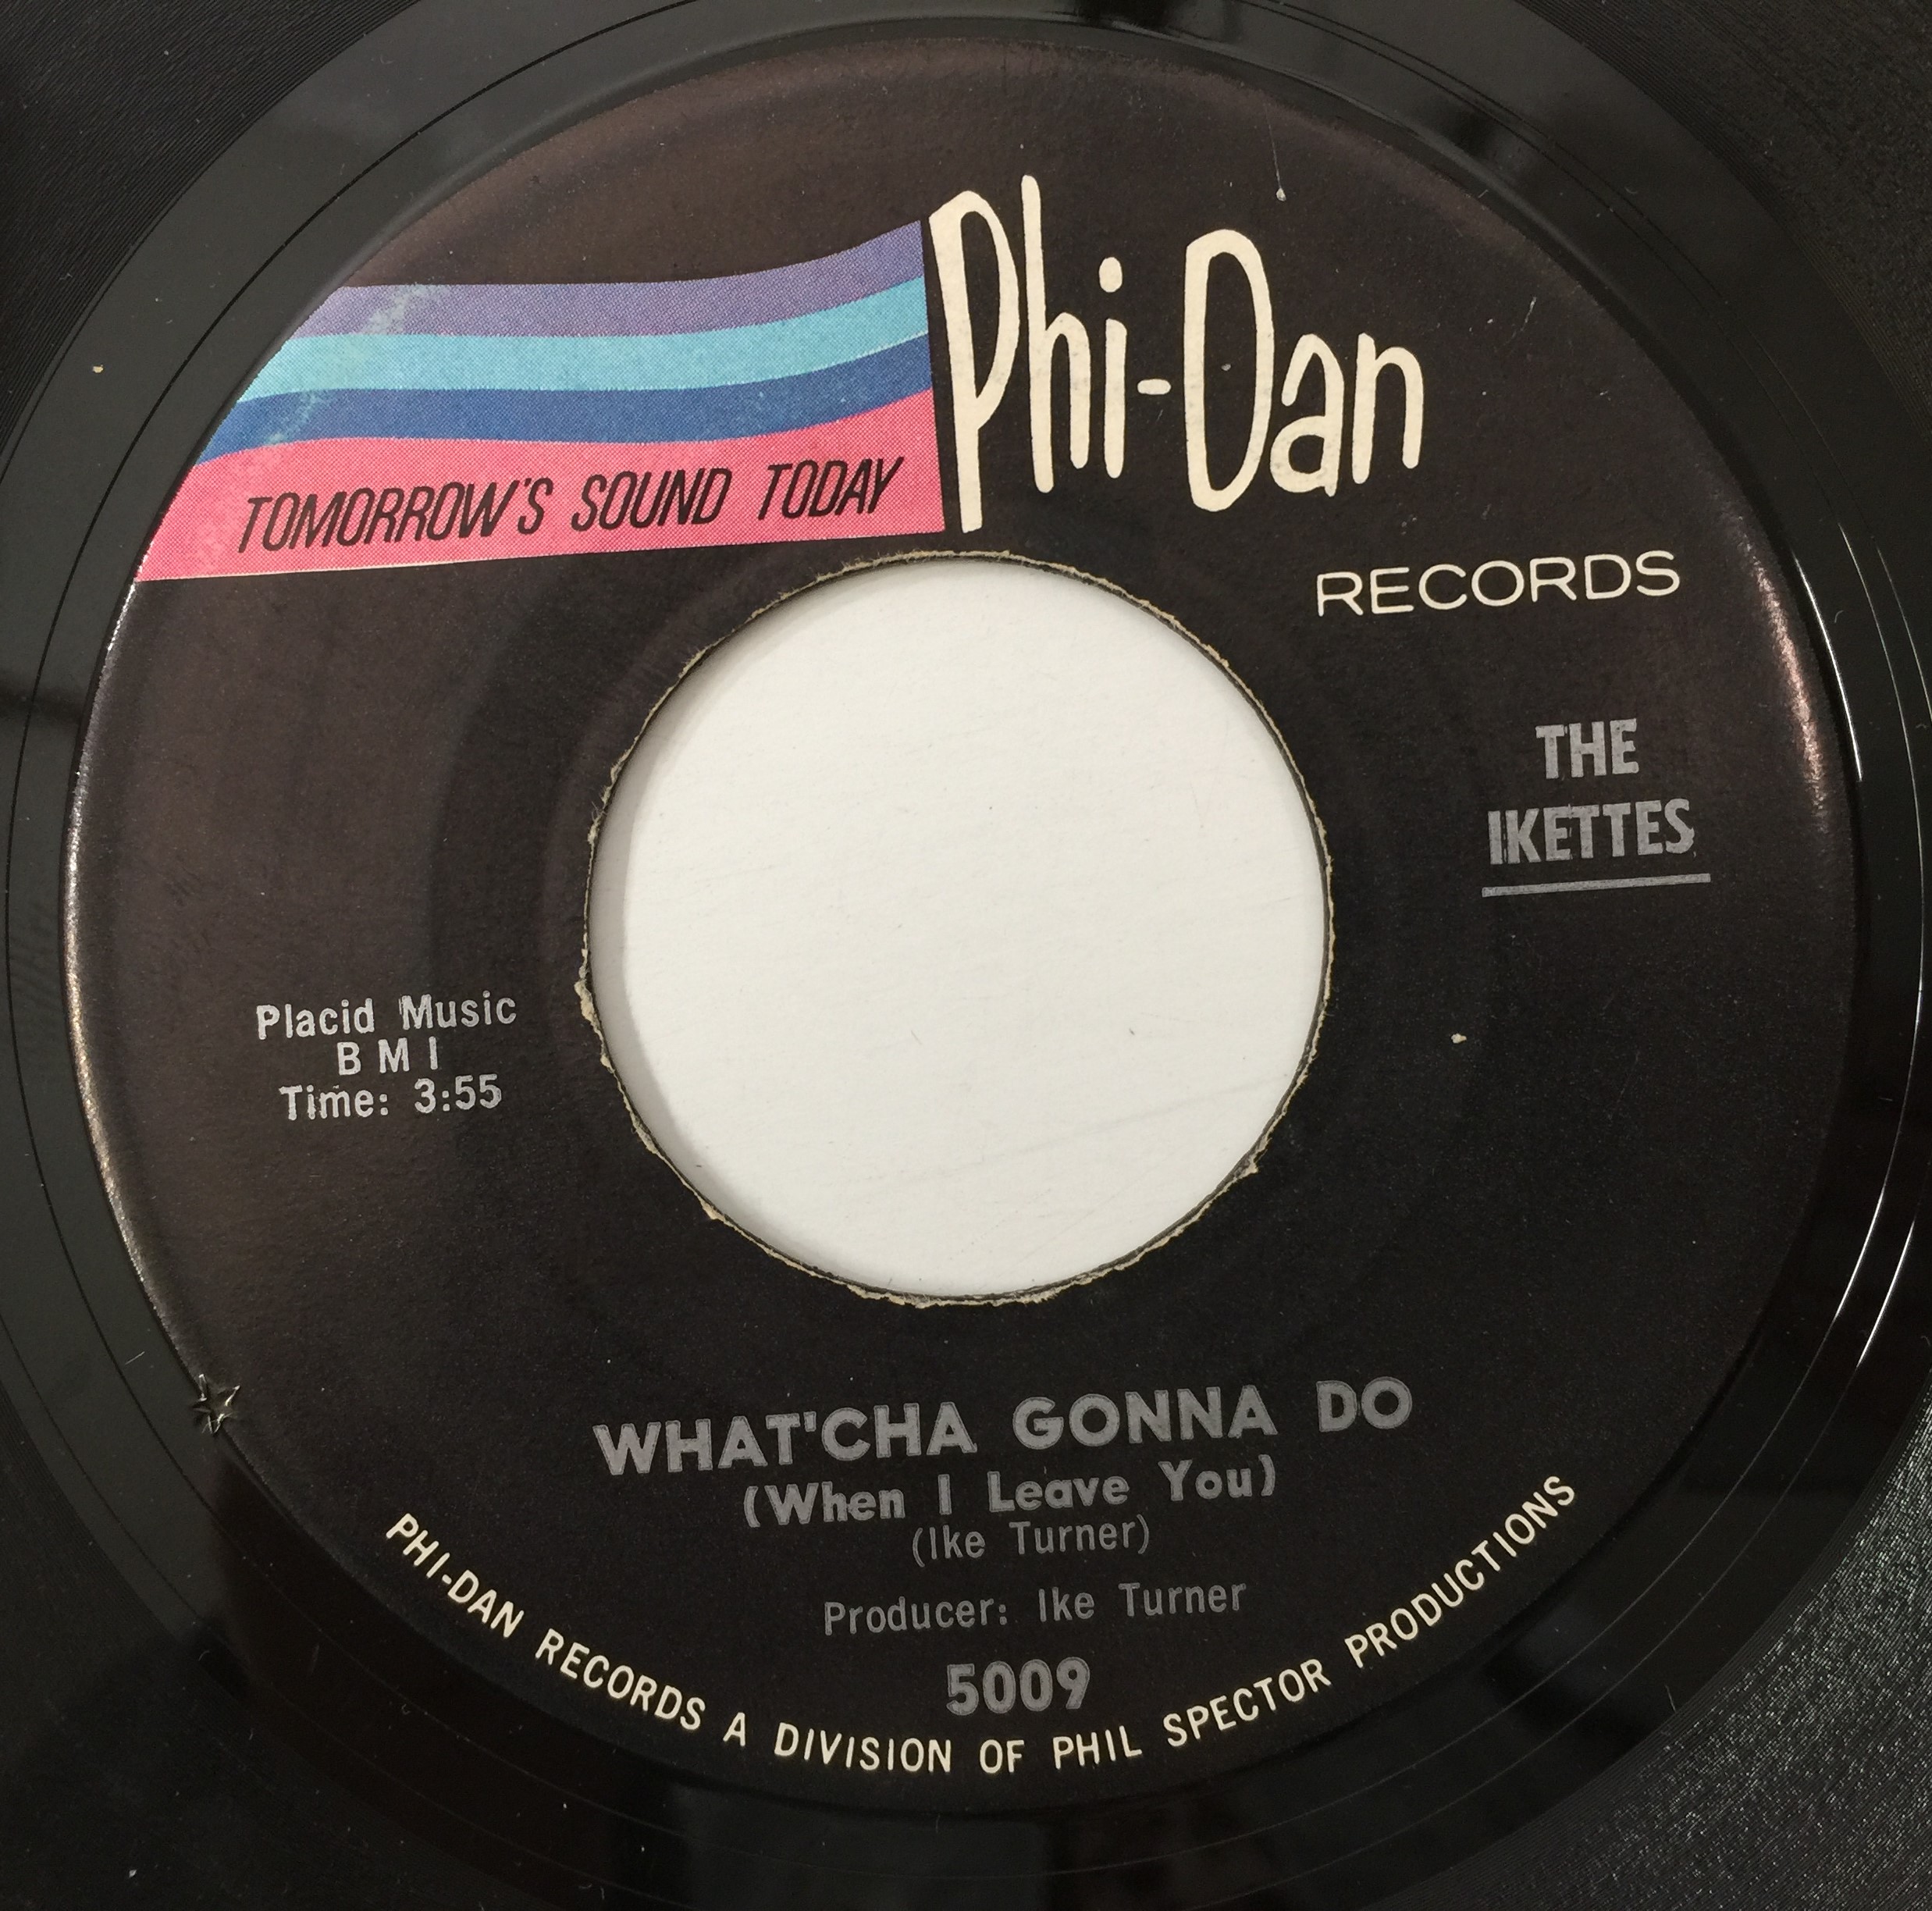 Phi-Dan
TOMORROW'S SOUND TODAY
RECORDS
THE
IKETTES
Placid Music
BMI
Time: 3:55
WHAT'CHA GONNA DO
(When I Leave You)
(Ike Turner)
Producer: Ike Turner
5009
PHI-DAN RECORDS A DIVISION OF PHIL SPECTOR PRODUCTIONS